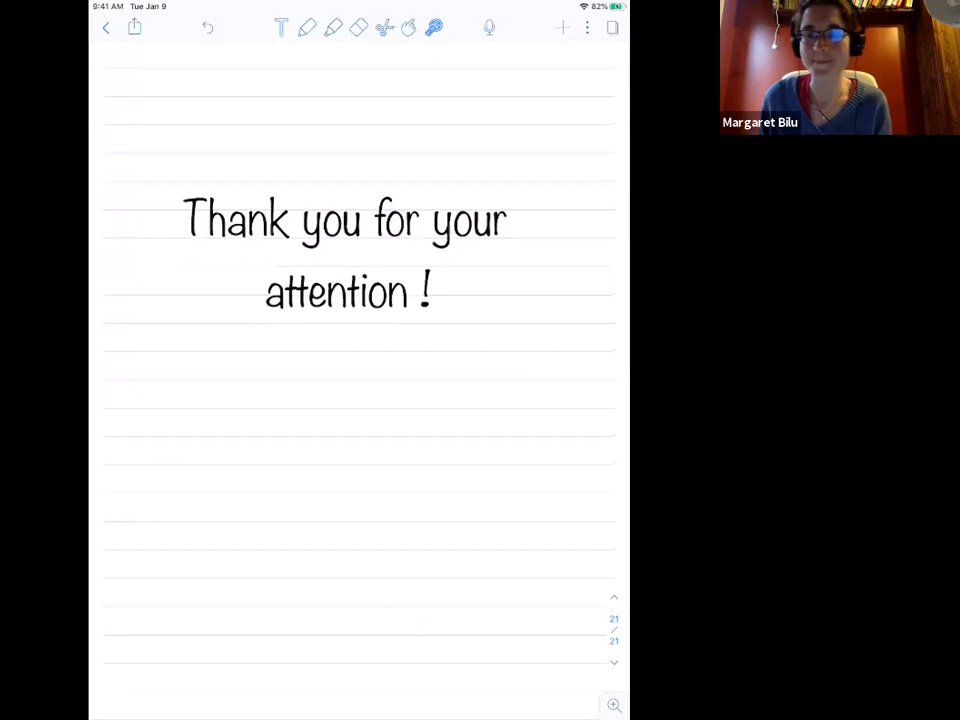 9:41 AM Tue Jan 9
82%
T
Margaret Bilu
Thank you for your
attention !
21
/
21